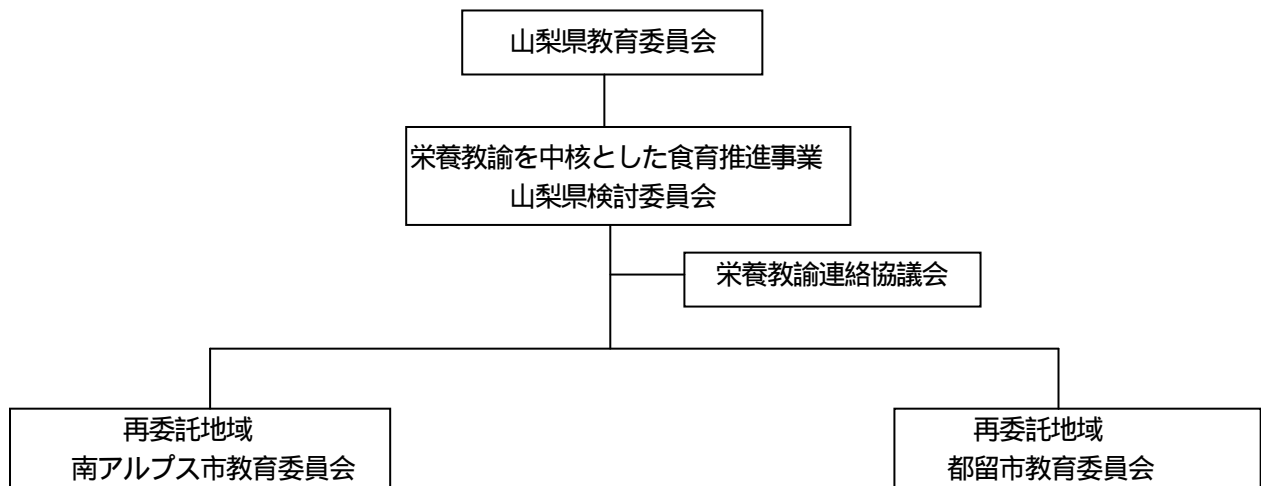 山梨県教育委員会
栄養教諭を中核とした食育推進事業
山梨県検討委員会
栄養教諭連絡協議会
再委託地域
南アルプス市教育委員会
再委託地域
都留市教育委員会